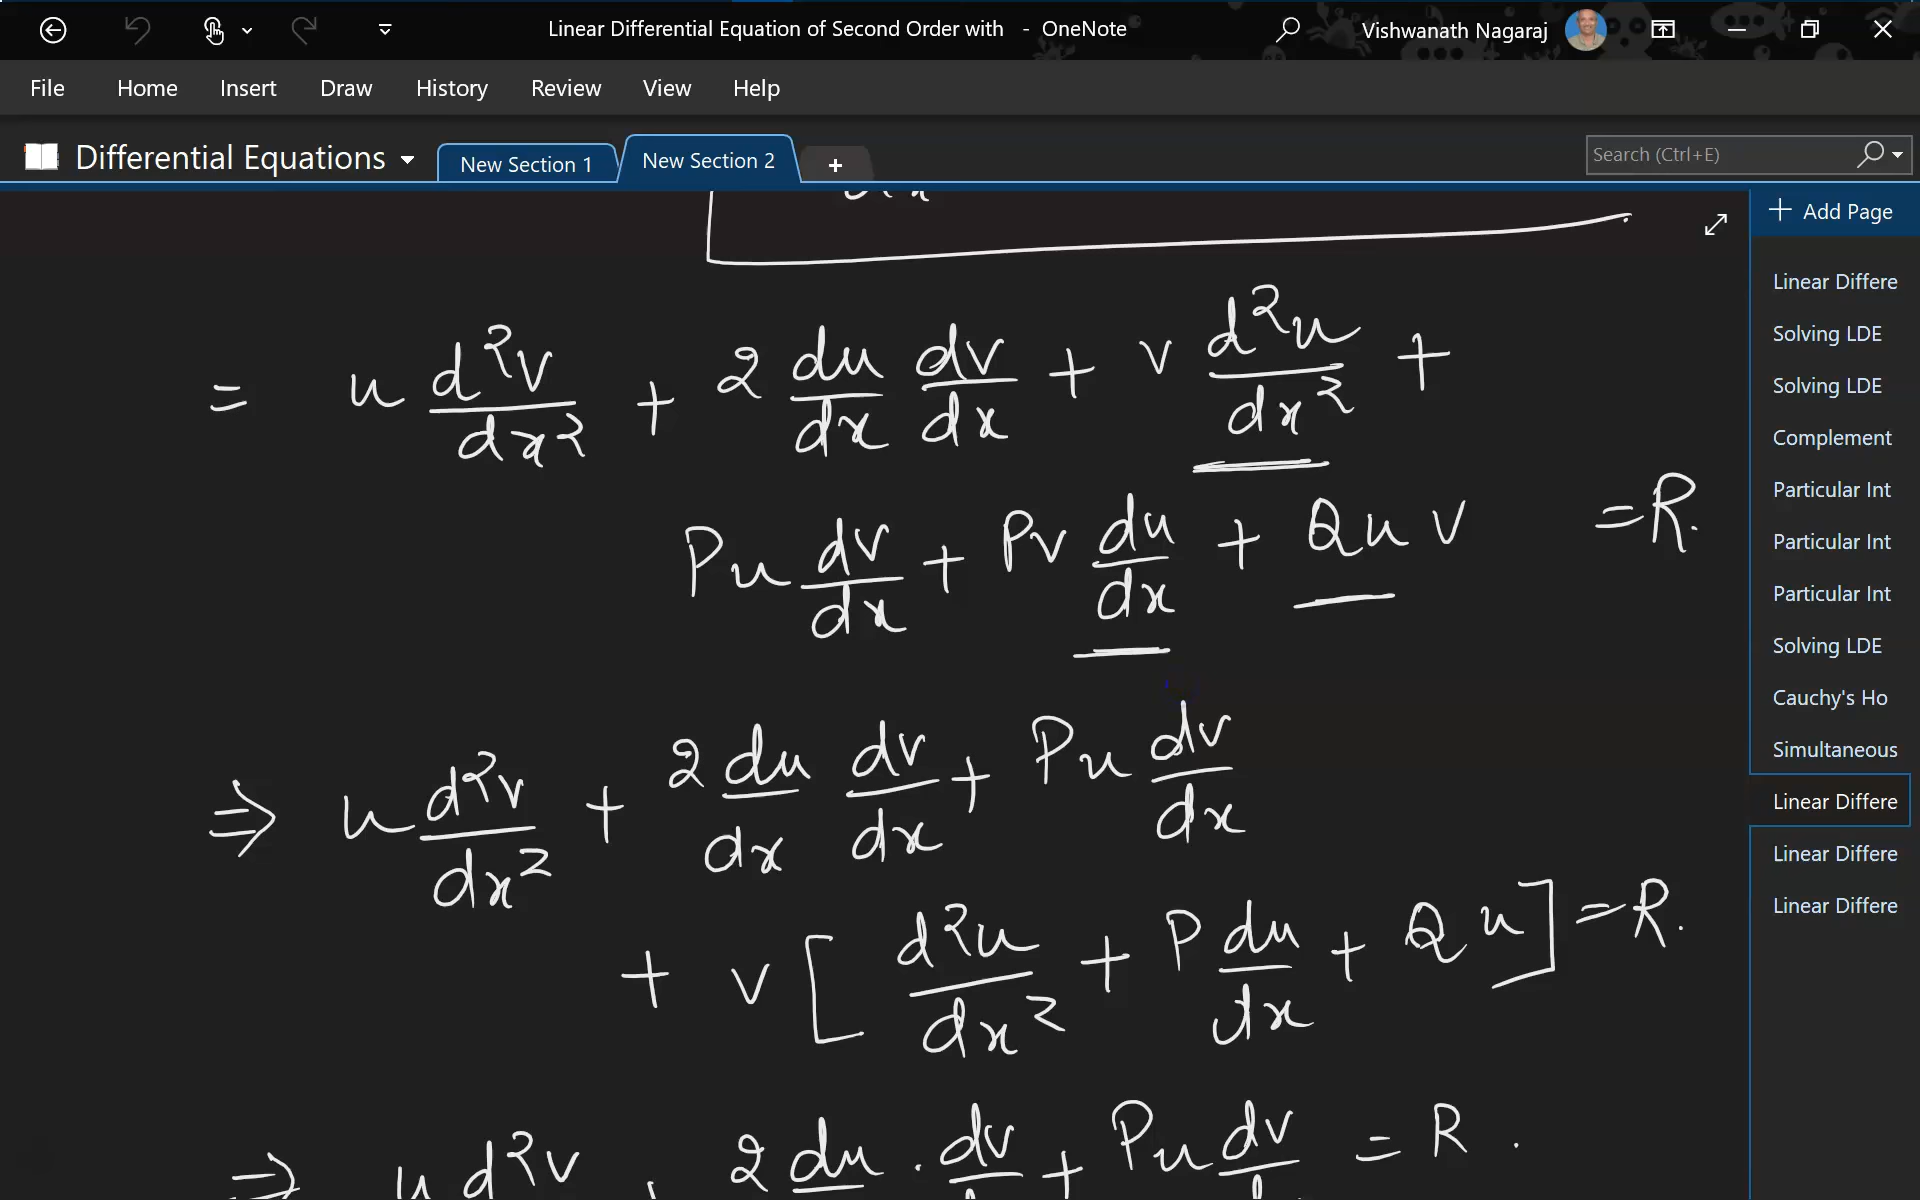 Linear Differential Equation of Second Order with - OneNote
Vishwanath Nagaraj
File Home Insert Draw History Review View Help
Differential Equations
New Section 1
New Section 2
+
Search (Ctrl+E)
+ Add Page
Linear Differe
Solving LDE
Solving LDE
Complement
Particular Int
Particular Int
Particular Int
Solving LDE
Cauchy's Ho
Simultaneous
Linear Differe
Linear Differe
Linear Differe
= u d²v/dx² + 2 du/dx dv/dx + v d²u/dx² +
Pu dv/dx + Pv du/dx + Quv = R.
⇒ u d²v/dx² + 2 du/dx dv/dx + Pu dv/dx
+ v [ d²u/dx² + P du/dx + Qu ] = R.
⇒ u d²v + 2 du . dv + Pu dv = R .